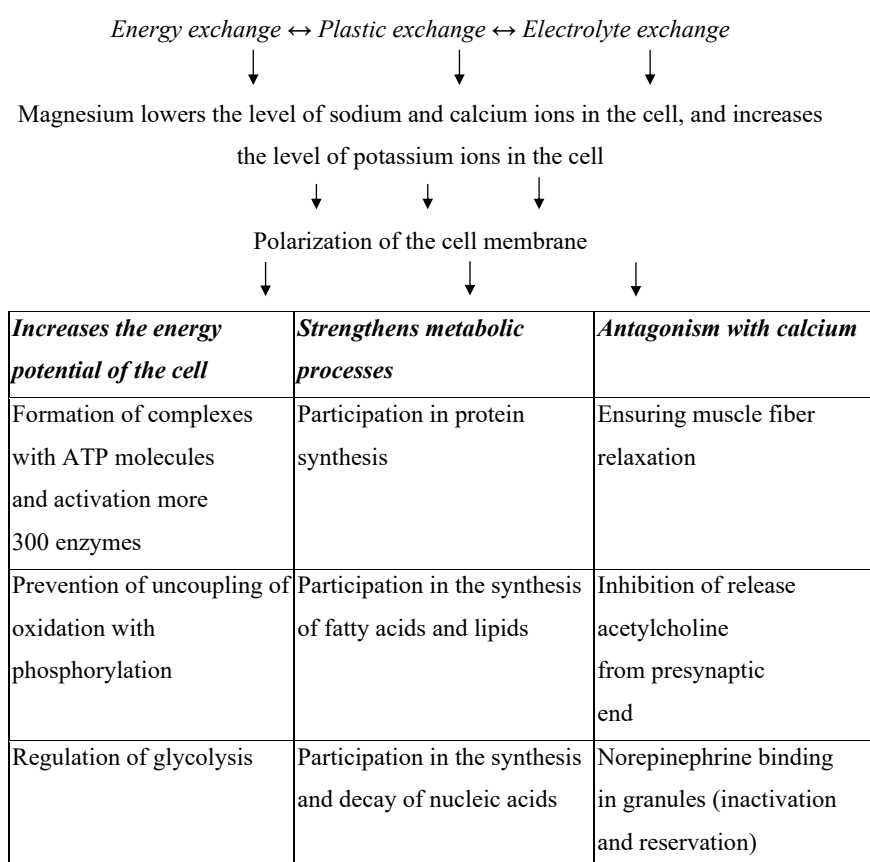 Energy exchange ↔ Plastic exchange ↔ Electrolyte exchange
Magnesium lowers the level of sodium and calcium ions in the cell, and increases
the level of potassium ions in the cell
Polarization of the cell membrane
Increases the energy
potential of the cell
Strengthens metabolic
processes
Antagonism with calcium
Formation of complexes
with ATP molecules
and activation more
300 enzymes
Participation in protein
synthesis
Ensuring muscle fiber
relaxation
Prevention of uncoupling of
oxidation with
phosphorylation
Participation in the synthesis
of fatty acids and lipids
Inhibition of release
acetylcholine
from presynaptic
end
Regulation of glycolysis
Participation in the synthesis
and decay of nucleic acids
Norepinephrine binding
in granules (inactivation
and reservation)